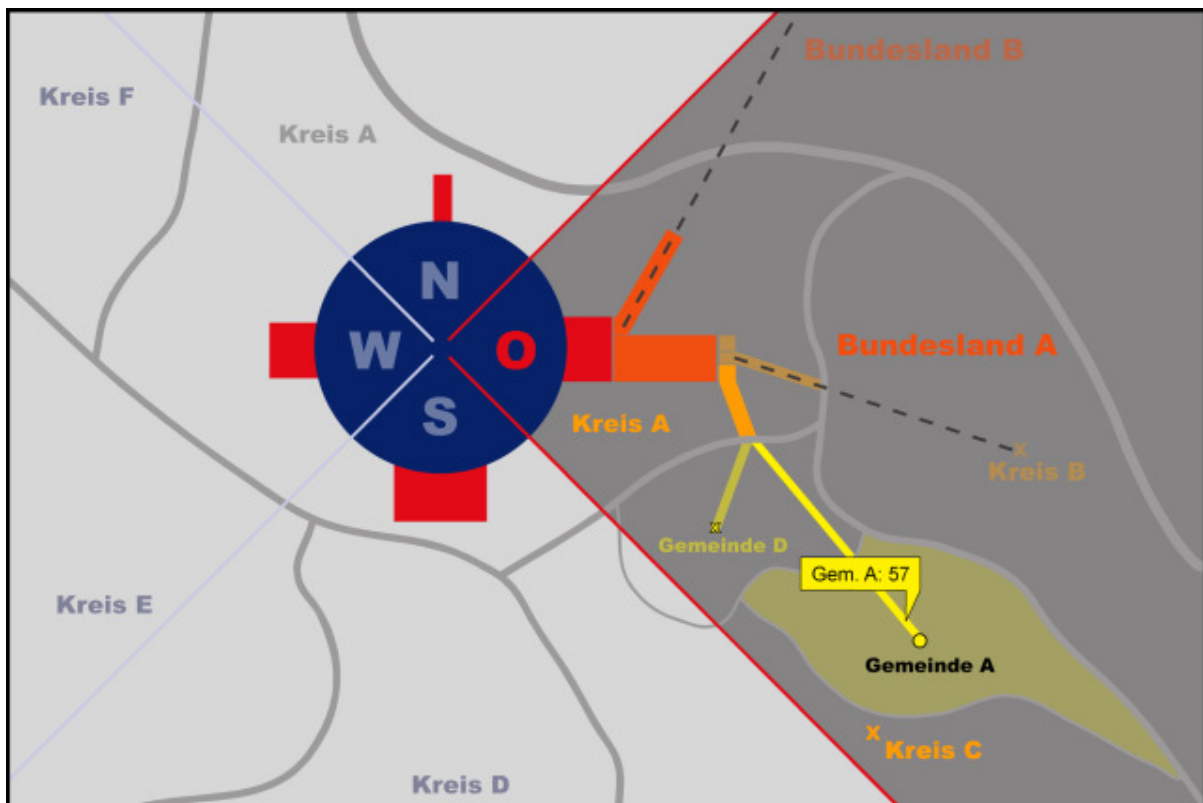 Bundesland B
Kreis F
Kreis A
N
W
O
S
Bundesland A
Kreis A
Kreis B
Gemeinde D
Gem. A: 57
Kreis E
Gemeinde A
Kreis C
Kreis D